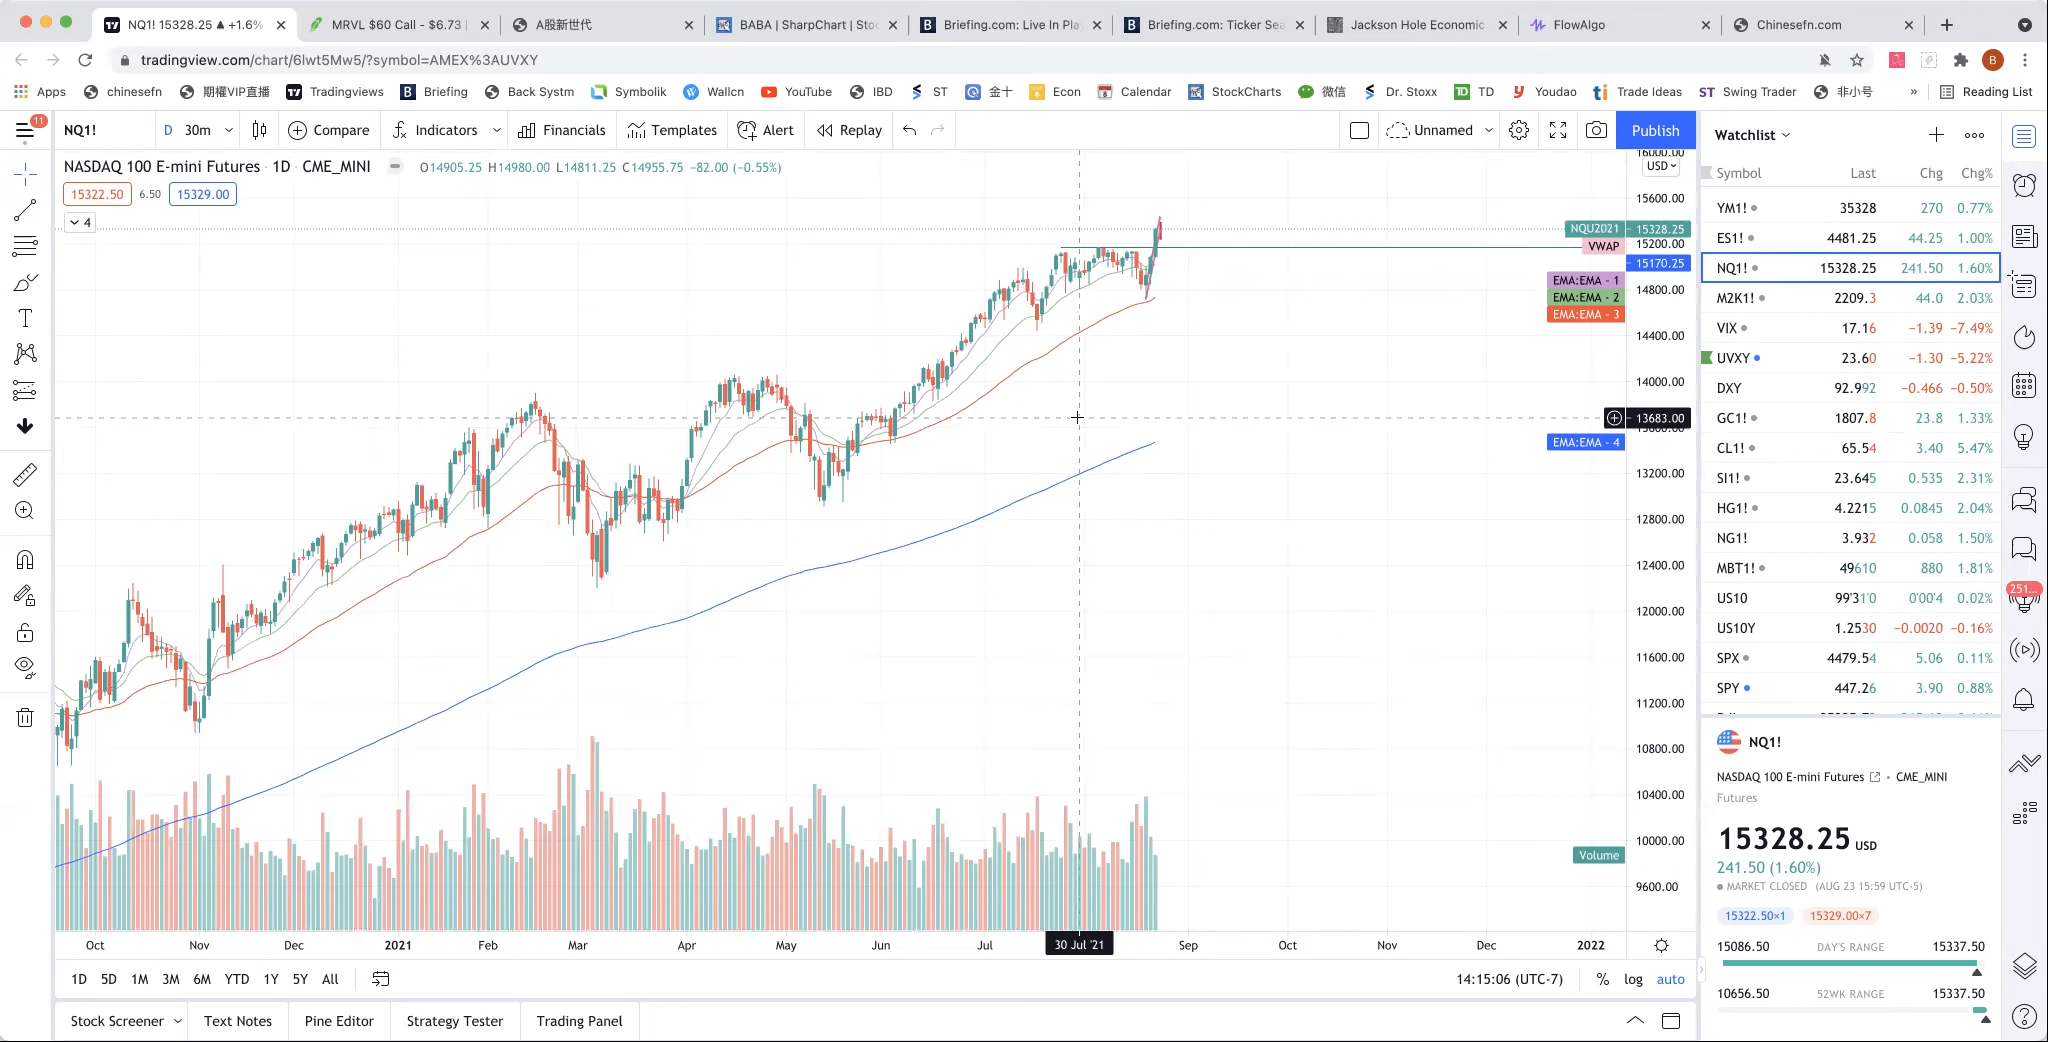 NQ1! 15328.25 ▲ +1.6%
MRVL $60 Call - $6.73
A股新世代
BABA | SharpChart | Stoc
Briefing.com: Live In Play
Briefing.com: Ticker Sea
Jackson Hole Economic
FlowAlgo
Chinesefn.com
tradingview.com/chart/6lwt5Mw5/?symbol=AMEX%3AUVXY
B
Apps
chinesefn
期權VIP直播
Tradingviews
Briefing
Back Systm
Symbolik
Wallcn
YouTube
IBD
ST
金十
Econ
Calendar
StockCharts
微信
Dr. Stoxx
TD
Youdao
Trade Ideas
Swing Trader
非小号
»
Reading List
11
NQ1!
D 30m
Compare
Indicators
Financials
Templates
Alert
Replay
Unnamed
Publish
NASDAQ 100 E-mini Futures · 1D · CME_MINI
O14905.25 H14980.00 L14811.25 C14955.75 −82.00 (−0.55%)
15322.50 6.50 15329.00
4
USD
16000.00
15600.00
NQU2021 15328.25
15200.00
VWAP
15170.25
EMA:EMA - 1
14800.00
EMA:EMA - 2
EMA:EMA - 3
14400.00
14000.00
13683.00
13600.00
EMA:EMA - 4
13200.00
12800.00
12400.00
12000.00
11600.00
11200.00
10800.00
10400.00
10000.00
Volume
9600.00
Oct Nov Dec 2021 Feb Mar Apr May Jun Jul 30 Jul '21 Sep Oct Nov Dec 2022
1D 5D 1M 3M 6M YTD 1Y 5Y All
14:15:06 (UTC-7) % log auto
Stock Screener
Text Notes
Pine Editor
Strategy Tester
Trading Panel
Watchlist
Symbol Last Chg Chg%
YM1! 35328 270 0.77%
ES1! 4481.25 44.25 1.00%
NQ1! 15328.25 241.50 1.60%
M2K1! 2209.3 44.0 2.03%
VIX 17.16 −1.39 −7.49%
UVXY 23.60 −1.30 −5.22%
DXY 92.992 −0.466 −0.50%
GC1! 1807.8 23.8 1.33%
CL1! 65.54 3.40 5.47%
SI1! 23.645 0.535 2.31%
HG1! 4.2215 0.0845 2.04%
NG1! 3.932 0.058 1.50%
MBT1! 49610 880 1.81%
US10 99'31'0 0'00'4 0.02%
US10Y 1.2530 −0.0020 −0.16%
SPX 4479.54 5.06 0.11%
SPY 447.26 3.90 0.88%
NQ1!
NASDAQ 100 E-mini Futures • CME_MINI
Futures
15328.25 USD
241.50 (1.60%)
MARKET CLOSED (AUG 23 15:59 UTC-5)
15322.50×1 15329.00×7
15086.50 DAY'S RANGE 15337.50
10656.50 52WK RANGE 15337.50
251...